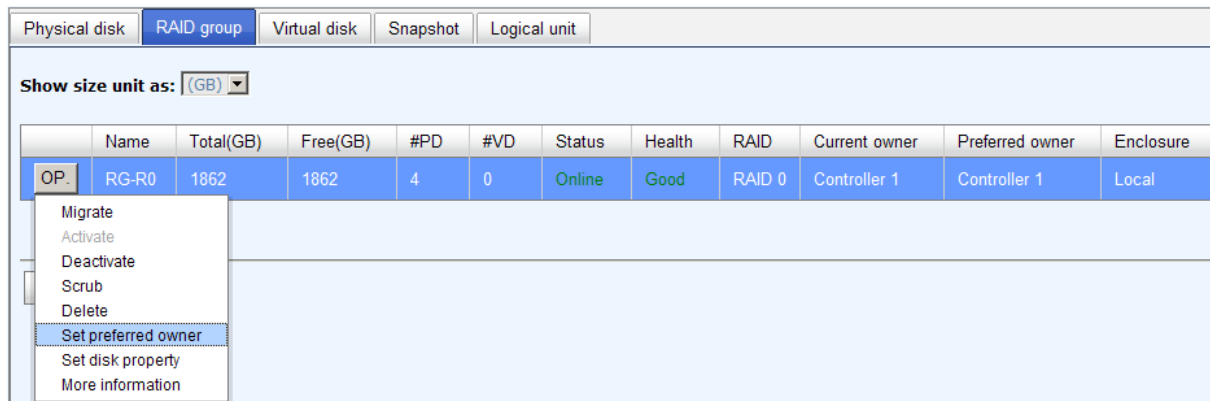 Physical disk RAID group Virtual disk Snapshot Logical unit
Show size unit as: (GB)
Name Total(GB) Free(GB) #PD #VD Status Health RAID Current owner Preferred owner Enclosure
OP. RG-R0 1862 1862 4 0 Online Good RAID 0 Controller 1 Controller 1 Local
Migrate
Activate
Deactivate
Scrub
Delete
Set preferred owner
Set disk property
More information